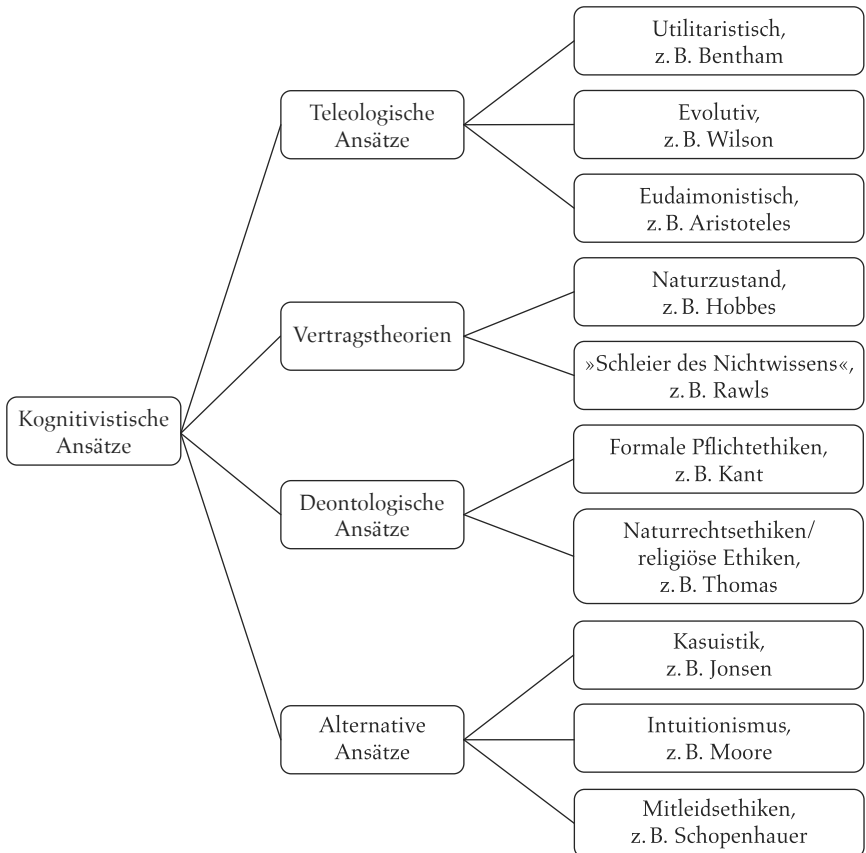 Kognitivistische
Ansätze
Teleologische
Ansätze
Utilitaristisch,
z. B. Bentham
Evolutiv,
z. B. Wilson
Eudaimonistisch,
z. B. Aristoteles
Vertragstheorien
Naturzustand,
z. B. Hobbes
»Schleier des Nichtwissens«,
z. B. Rawls
Deontologische
Ansätze
Formale Pflichtethiken,
z. B. Kant
Naturrechtsethiken/
religiöse Ethiken,
z. B. Thomas
Alternative
Ansätze
Kasuistik,
z. B. Jonsen
Intuitionismus,
z. B. Moore
Mitleidsethiken,
z. B. Schopenhauer